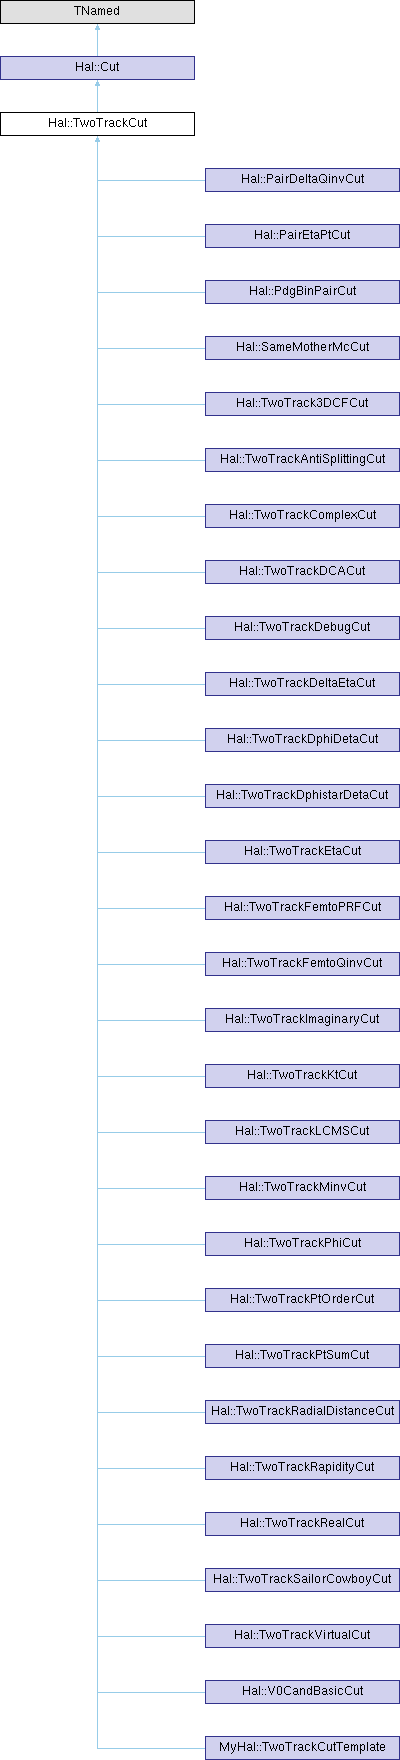 TNamed
Hal::Cut
Hal::TwoTrackCut
Hal::PairDeltaQinvCut
Hal::PairEtaPtCut
Hal::PdgBinPairCut
Hal::SameMotherMcCut
Hal::TwoTrack3DCFCut
Hal::TwoTrackAntiSplittingCut
Hal::TwoTrackComplexCut
Hal::TwoTrackDCACut
Hal::TwoTrackDebugCut
Hal::TwoTrackDeltaEtaCut
Hal::TwoTrackDphiDetaCut
Hal::TwoTrackDphistarDetaCut
Hal::TwoTrackEtaCut
Hal::TwoTrackFemtoPRFCut
Hal::TwoTrackFemtoQinvCut
Hal::TwoTrackImaginaryCut
Hal::TwoTrackKtCut
Hal::TwoTrackLCMSCut
Hal::TwoTrackMinvCut
Hal::TwoTrackPhiCut
Hal::TwoTrackPtOrderCut
Hal::TwoTrackPtSumCut
Hal::TwoTrackRadialDistanceCut
Hal::TwoTrackRapidityCut
Hal::TwoTrackRealCut
Hal::TwoTrackSailorCowboyCut
Hal::TwoTrackVirtualCut
Hal::V0CandBasicCut
MyHal::TwoTrackCutTemplate